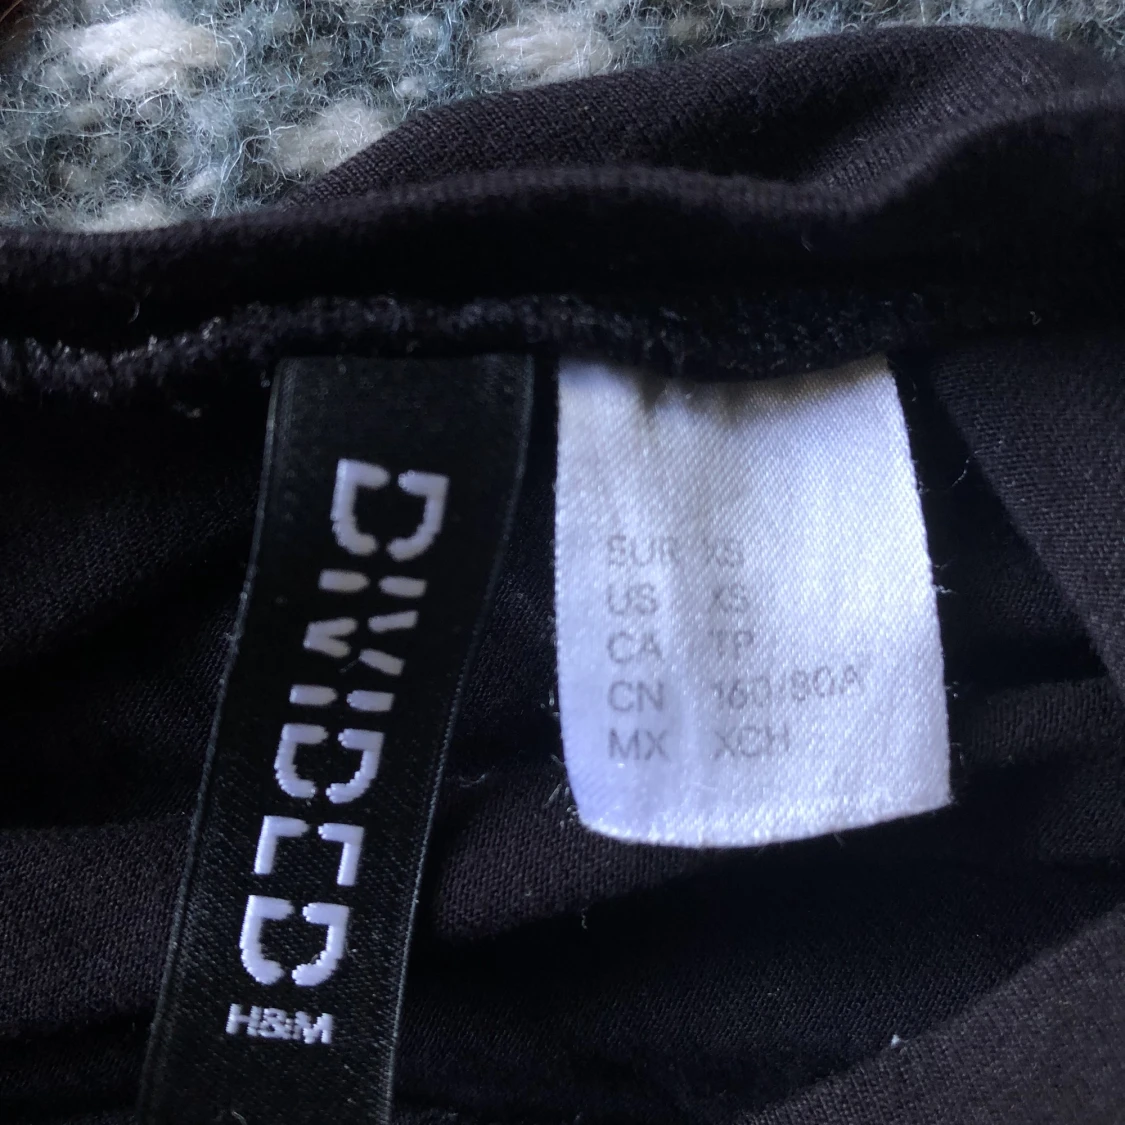 DIVIDED
H&M
EUR XS
US XS
CA TP
CN 160/80A
MX XCH